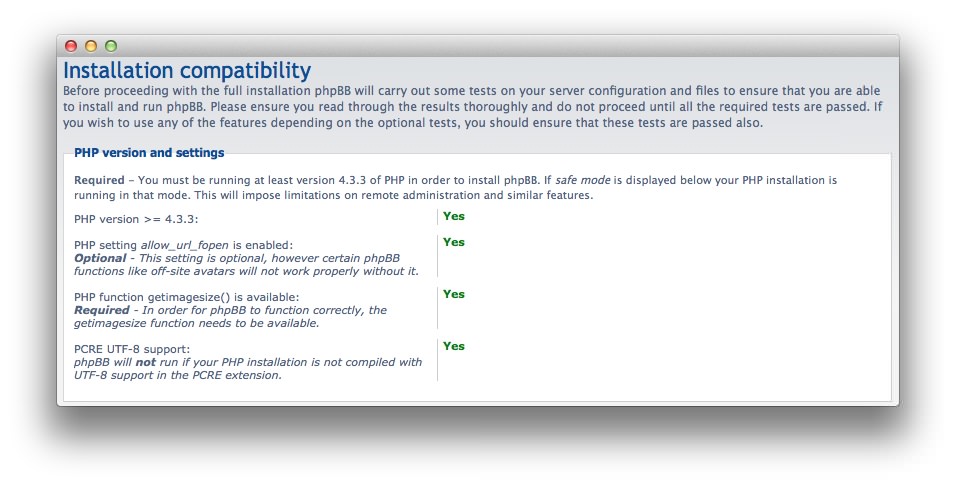 Installation compatibility
Before proceeding with the full installation phpBB will carry out some tests on your server configuration and files to ensure that you are able
to install and run phpBB. Please ensure you read through the results thoroughly and do not proceed until all the required tests are passed. If
you wish to use any of the features depending on the optional tests, you should ensure that these tests are passed also.
PHP version and settings
Required – You must be running at least version 4.3.3 of PHP in order to install phpBB. If safe mode is displayed below your PHP installation is
running in that mode. This will impose limitations on remote administration and similar features.
PHP version >= 4.3.3:
Yes
PHP setting allow_url_fopen is enabled:
Yes
Optional - This setting is optional, however certain phpBB
functions like off-site avatars will not work properly without it.
PHP function getimagesize() is available:
Yes
Required - In order for phpBB to function correctly, the
getimagesize function needs to be available.
PCRE UTF-8 support:
Yes
phpBB will not run if your PHP installation is not compiled with
UTF-8 support in the PCRE extension.